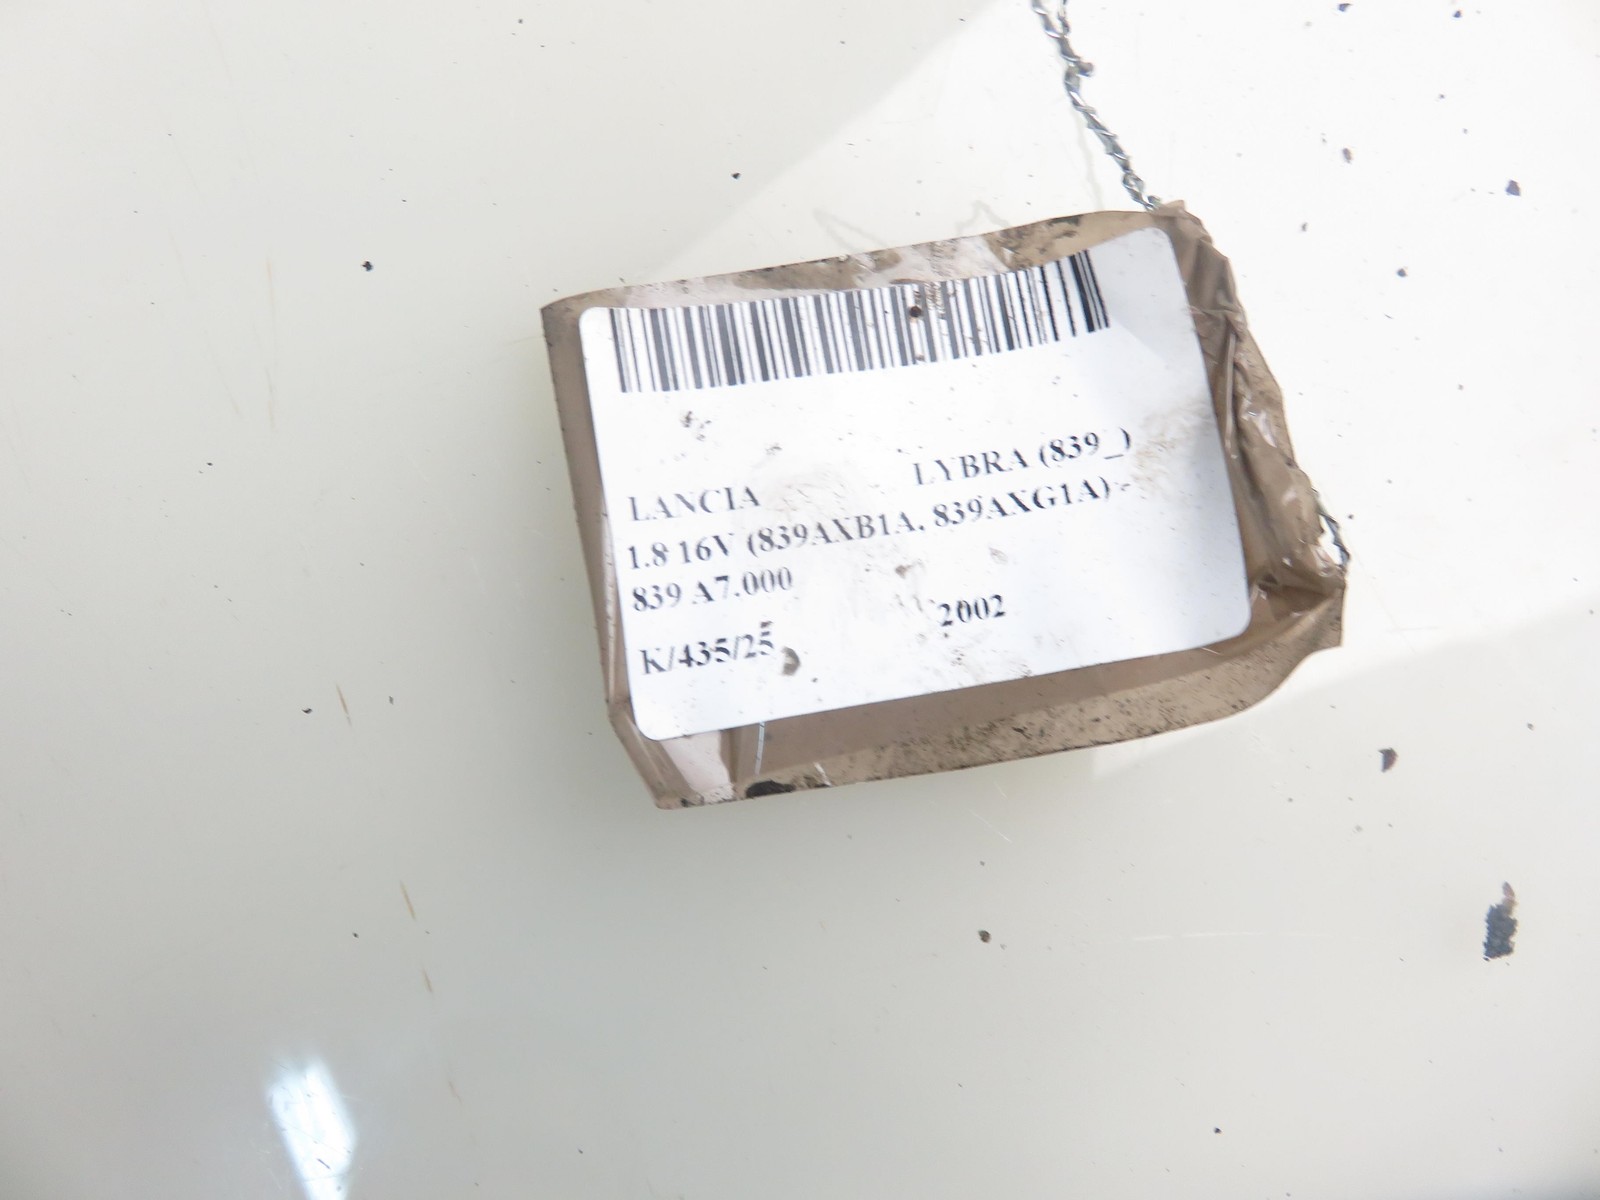 LANCIA LYBRA (839_)
1.8 16V (839AXB1A, 839AXG1A)
839 A7.000
K/435/25 2002